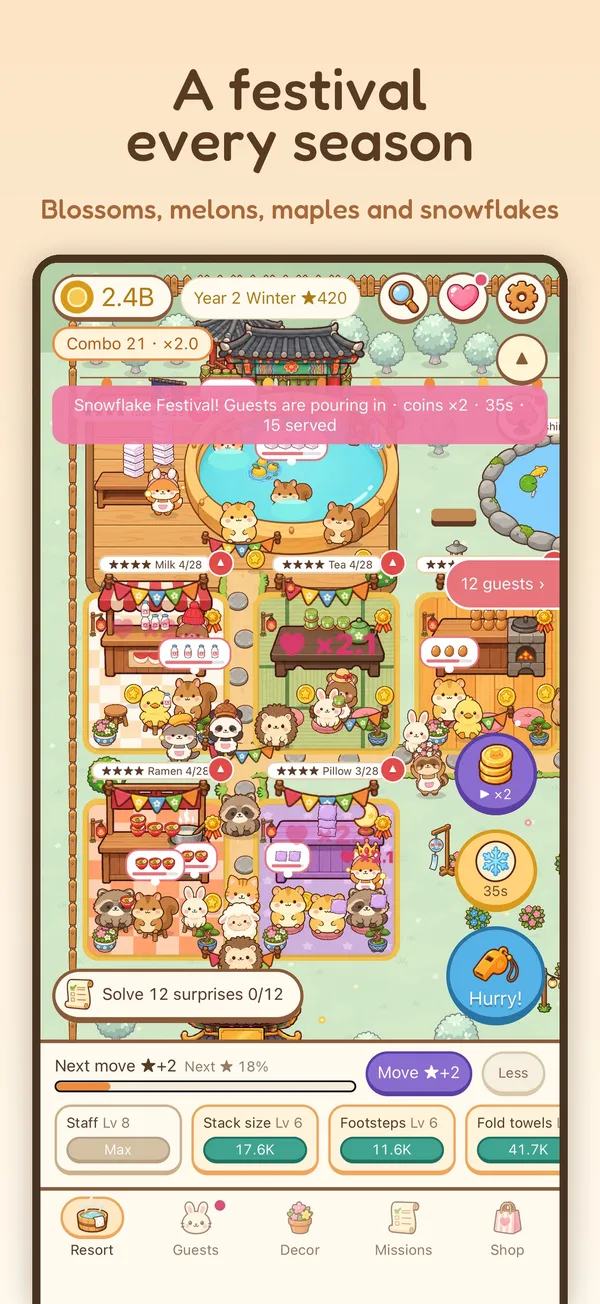 A festival
every season
Blossoms, melons, maples and snowflakes
2.4B
Year 2 Winter ★420
Combo 21 · ×2.0
▲
Snowflake Festival! Guests are pouring in · coins ×2 · 35s ·
15 served
12 guests ›
★★★★ Milk 4/28
★★★★ Tea 4/28
★★
×2.1
★★★★ Ramen 4/28
★★★★ Pillow 3/28
▶ ×2
35s
Hurry!
Solve 12 surprises 0/12
Next move ★+2 Next ★ 18%
Move ★+2
Less
Staff Lv 8
Max
Stack size Lv 6
17.6K
Footsteps Lv 6
11.6K
Fold towels
41.7K
Resort
Guests
Decor
Missions
Shop